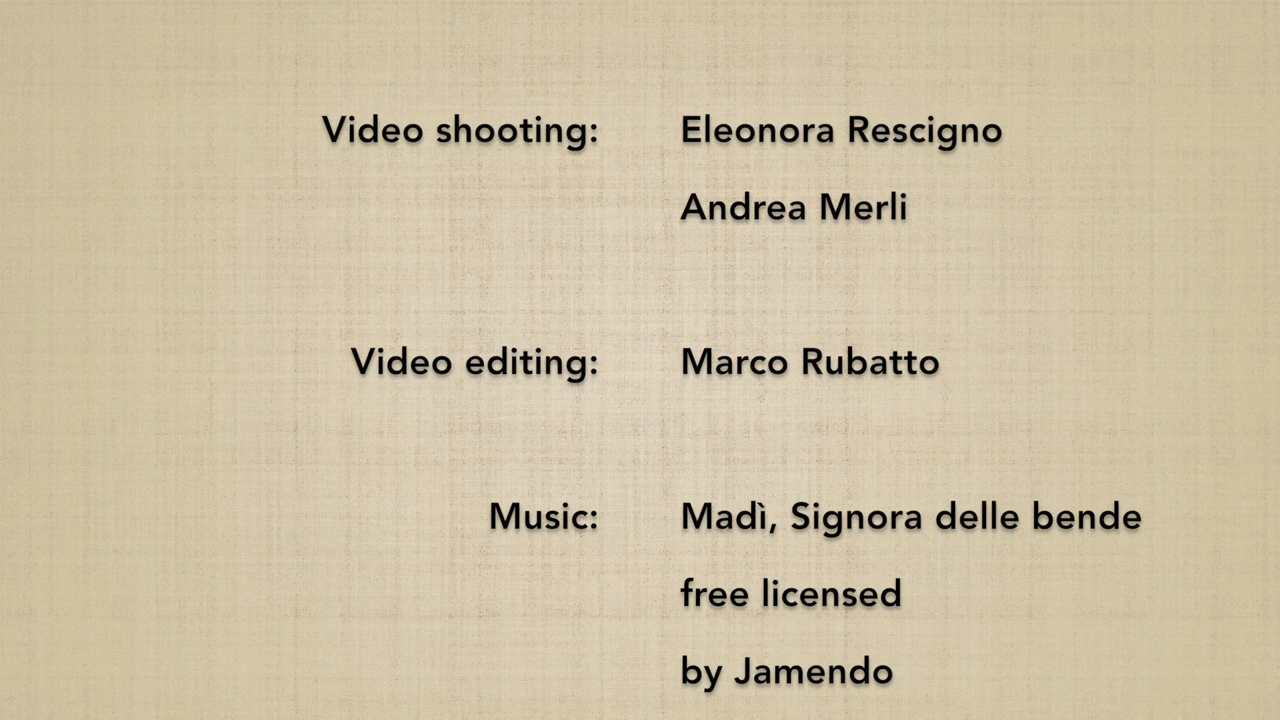 Video shooting: Eleonora Rescigno
Andrea Merli
Video editing: Marco Rubatto
Music: Madì, Signora delle bende
free licensed
by Jamendo